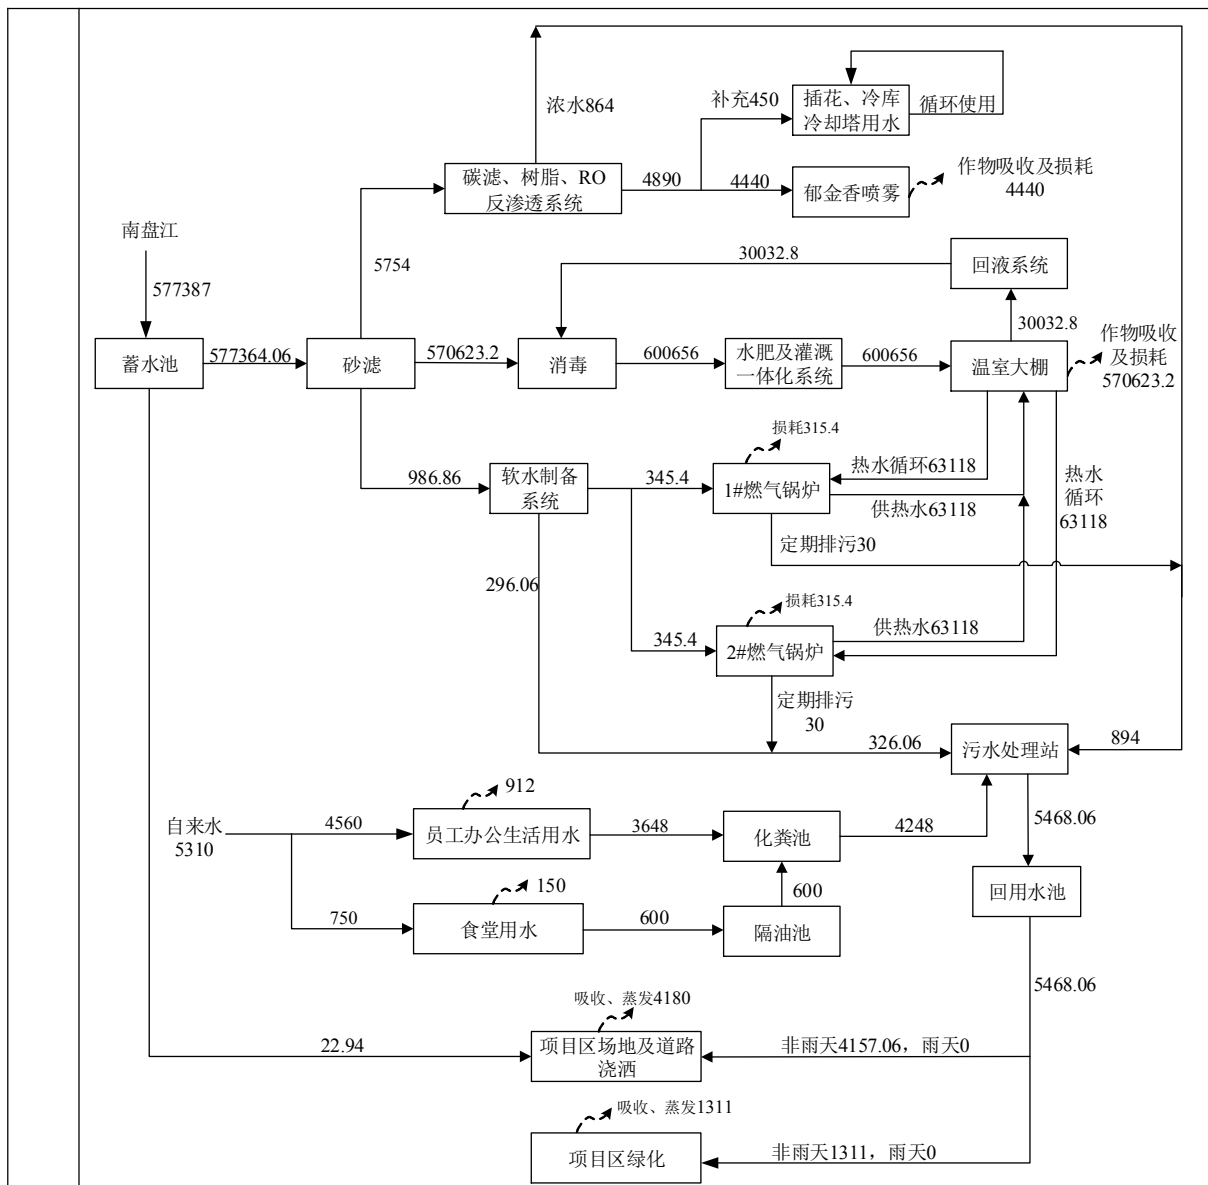 浓水864
补充450
插花、冷库
冷却塔用水
循环使用
碳滤、树脂、RO
反渗透系统
4890
4440
郁金香喷雾
作物吸收及损耗
4440
南盘江
577387
5754
30032.8
回液系统
30032.8
蓄水池
577364.06
砂滤
570623.2
消毒
600656
水肥及灌溉
一体化系统
600656
温室大棚
作物吸收
及损耗
570623.2
986.86
软水制备
系统
345.4
损耗315.4
1#燃气锅炉
热水循环63118
供热水63118
热水
循环
63118
定期排污30
296.06
345.4
损耗315.4
2#燃气锅炉
供热水63118
定期排污
30
326.06
污水处理站
894
自来水
5310
4560
912
员工办公生活用水
3648
化粪池
4248
5468.06
750
150
食堂用水
600
隔油池
600
回用水池
5468.06
22.94
吸收、蒸发4180
项目区场地及道路
浇洒
非雨天4157.06，雨天0
吸收、蒸发1311
项目区绿化
非雨天1311，雨天0